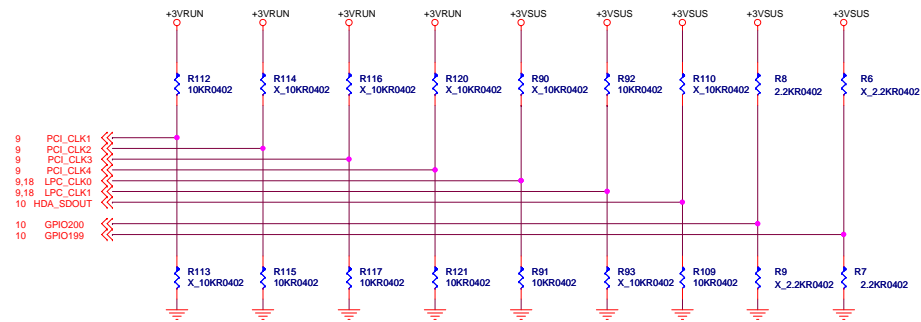 +3VRUN +3VRUN +3VRUN +3VRUN +3VSUS +3VSUS +3VSUS +3VSUS +3VSUS
R112 R114 R116 R120 R90 R92 R110 R8 R6
10KR0402 X_10KR0402 X_10KR0402 X_10KR0402 X_10KR0402 10KR0402 X_10KR0402 2.2KR0402 X_2.2KR0402
9 PCI_CLK1
9 PCI_CLK2
9 PCI_CLK3
9 PCI_CLK4
9,18 LPC_CLK0
9,18 LPC_CLK1
10 HDA_SDOUT
10 GPIO200
10 GPIO199
R113 R115 R117 R121 R91 R93 R109 R9 R7
X_10KR0402 10KR0402 10KR0402 10KR0402 10KR0402 X_10KR0402 10KR0402 X_2.2KR0402 2.2KR0402